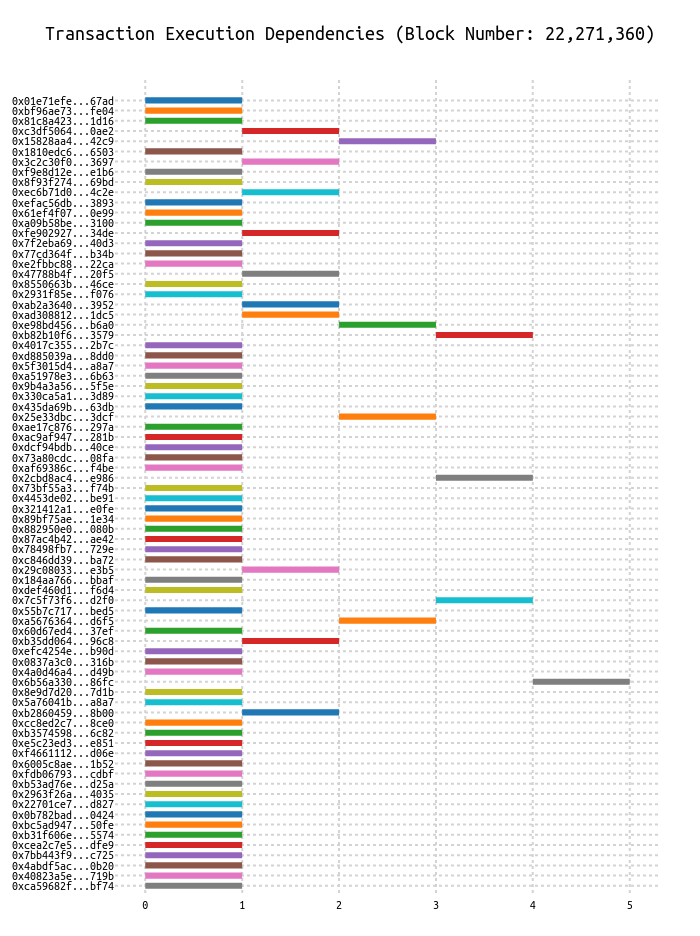 Transaction Execution Dependencies (Block Number: 22,271,360)
0x01e71efe...67ad
0xbf96ae73...fe04
0x81c8a423...1d16
0xc3df5064...0ae2
0x15828aa4...42c9
0x1810edc6...6503
0x3c2c30f0...3697
0xf9e8d12e...e1b6
0x8f93f274...69bd
0xec6b71d0...4c2e
0xefac56db...3893
0x61ef4f07...0e99
0xa09b58be...3100
0xfe902927...34de
0x7f2eba69...40d3
0x77cd364f...b34b
0xe2fbbc88...22ca
0x47788b4f...20f5
0x8550663b...46ce
0x2931f85e...f076
0xab2a3640...3952
0xad308812...1dc5
0xe98bd456...b6a0
0xb82b10f6...3579
0x4017c355...2b7c
0xd885039a...8dd0
0x5f3015d4...a8a7
0xa51978e3...6b63
0x9b4a3a56...5f5e
0x330ca5a1...3d89
0x435da69b...63db
0x25e33dbc...3dcf
0xae17c876...297a
0xac9af947...281b
0xdcf94bdb...40ce
0x73a80cdc...08fa
0xaf69386c...f4be
0x2cbd8ac4...e986
0x73bf55a3...f74b
0x4453de02...be91
0x321412a1...e0fe
0x89bf75ae...1e34
0x882950e0...080b
0x87ac4b42...ae42
0x78498fb7...729e
0xc846dd39...ba72
0x29c08033...e3b5
0x184aa766...bbaf
0xdef460d1...f6d4
0x7c5f73f6...d2f0
0x55b7c717...bed5
0xa5676364...d6f5
0x60d67ed4...37ef
0xb35dd064...96c8
0xefc4254e...b90d
0x0837a3c0...316b
0x4a0d46a4...d49b
0x6b56a330...86fc
0x8e9d7d20...7d1b
0x5a76041b...a8a7
0xb2860459...8b00
0xcc8ed2c7...8ce0
0xb3574598...6c82
0xe5c23ed3...e851
0xf4661112...d06e
0x6005c8ae...1b52
0xfdb06793...cdbf
0xb53ad76e...d25a
0x2963f26a...4035
0x22701ce7...d827
0x0b782bad...0424
0xbc5ad947...50fe
0xb31f606e...5574
0xcea2c7e5...dfe9
0x7bb443f9...c725
0x4abdf5ac...0b20
0x40823a5e...719b
0xca59682f...bf74
0 1 2 3 4 5